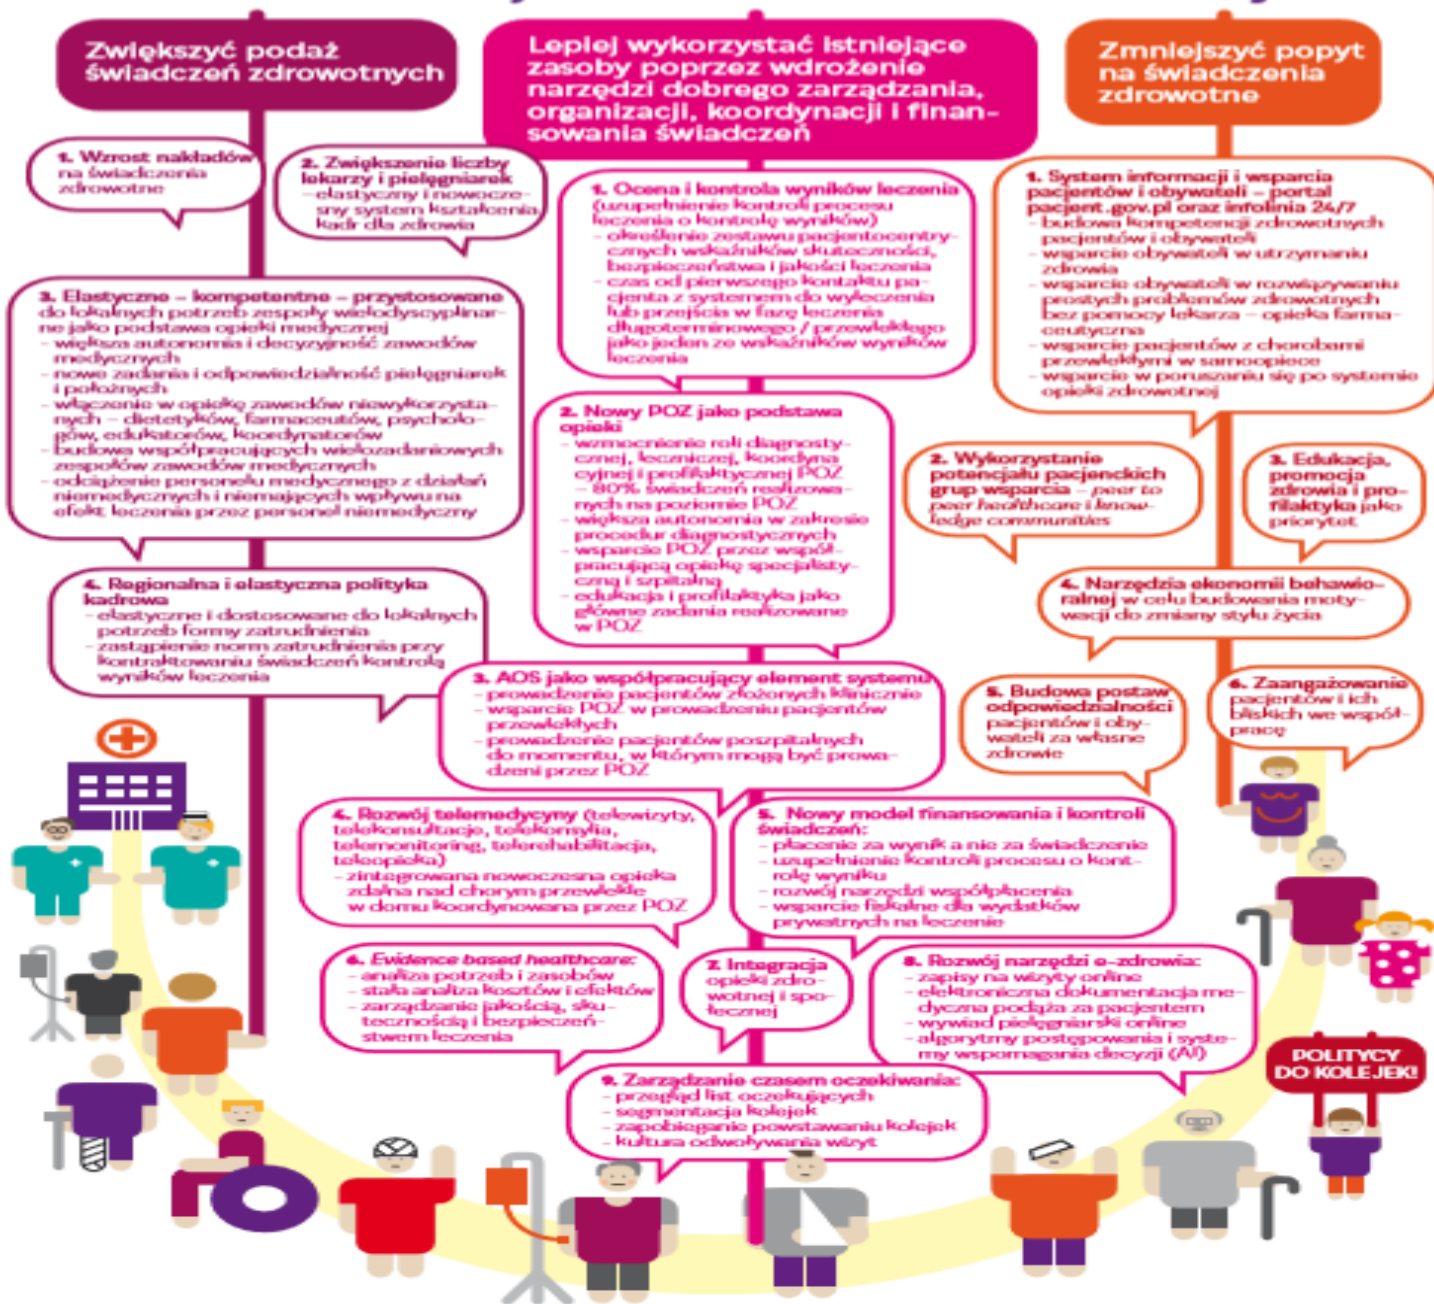 Zwiększyć podaż
świadczeń zdrowotnych
1. Wzrost nakładów
na świadczenia
zdrowotne
2. Zwiększenie liczby
lekarzy i pielęgniarek
- elastyczny i nowocze-
sny system kształcenia
kadr dla zdrowia
3. Elastyczne – kompetentne – przystosowane
do lokalnych potrzeb zespoły wielodyscyplinar-
ne jako podstawa opieki medycznej
- większa autonomia i decyzyjność zawodów
medycznych
- nowe zadania i odpowiedzialność pielęgniarek
i położnych
- włączenie w opiekę zawodów niewykorzysta-
nych – dietetyków, farmaceutów, psycholo-
gów, edukatorów, koordynatorów
- budowa współpracujących wielozadaniowych
zespołów zawodów medycznych
- odciążenie personelu medycznego z działań
niemedycznych i niemających wpływu na
efekt leczenia przez personel niemedyczny
4. Regionalna i elastyczna polityka
kadrowa
- elastyczne i dostosowane do lokalnych
potrzeb formy zatrudnienia
- zastąpienie norm zatrudnienia przy
kontraktowaniu świadczeń kontrolą
wyników leczenia
Lepiej wykorzystać istniejące
zasoby poprzez wdrożenie
narzędzi dobrego zarządzania,
organizacji, koordynacji i finan-
sowania świadczeń
1. Ocena i kontrola wyników leczenia
(uzupełnienie kontroli procesu
leczenia o kontrolę wyników)
- określenie zestawu pacjentocentry-
cznych wskaźników skuteczności,
bezpieczeństwa i jakości leczenia
- czas od pierwszego kontaktu pa-
cjenta z systemem do wyleczenia
lub przejścia w fazę leczenia
długoterminowego / przewlekłego
jako jeden ze wskaźników wyników
leczenia
2. Nowy POZ jako podstawa
opieki
- wzmocnienie roli diagnosty-
cznej, leczniczej, koordyna
cyjnej i profilaktycznej POZ
– 80% świadczeń realizowa-
nych na poziomie POZ
- większa autonomia w zakresie
procedur diagnostycznych
- wsparcie POZ przez współ-
pracującą opiekę specjalisty-
czną i szpitalną
- edukacja i profilaktyka jako
główne zadania realizowane
w POZ
3. AOS jako współpracujący element systemu
- prowadzenie pacjentów złożonych klinicznie
- wsparcie POZ w prowadzeniu pacjentów
przewlekłych
- prowadzenie pacjentów poszpitalnych
do momentu, w którym mogą być prowa-
dzeni przez POZ
4. Rozwój telemedycyny (telewizyty,
telekonsultacje, telekonsylia,
telemonitoring, telerehabilitacja,
teleopieka)
- zintegrowana nowoczesna opieka
zdalna nad chorym przewlekle
w domu koordynowana przez POZ
5. Nowy model finansowania i kontroli
świadczeń:
- płacenie za wynik a nie za świadczenie
- uzupełnienie kontroli procesu o kont-
rolę wyniku
- rozwój narzędzi współpłacenia
- wsparcie fiskalne dla wydatków
prywatnych na leczenie
6. Evidence based healthcare:
- analiza potrzeb i zasobów
- stała analiza kosztów i efektów
- zarządzanie jakością, sku-
tecznością i bezpieczeń-
stwem leczenia
7. Integracja
opieki zdro-
wotnej i spo-
łecznej
8. Rozwój narzędzi e-zdrowia:
- zapisy na wizyty online
- elektroniczna dokumentacja me-
dyczna podąża za pacjentem
- wywiad pielęgniarski online
- algorytmy postępowania i syste-
my wspomagania decyzji (AI)
9. Zarządzanie czasem oczekiwania:
- przegląd list oczekujących
- segmentacja kolejek
- zapobieganie powstawaniu kolejek
- kultura odwoływania wizyt
Zmniejszyć popyt
na świadczenia
zdrowotne
1. System informacji i wsparcia
pacjentów i obywateli – portal
pacjent.gov.pl oraz infolinia 24/7
- budowa kompetencji zdrowotnych
pacjentów i obywateli
- wsparcie obywateli w utrzymaniu
zdrowia
- wsparcie obywateli w rozwiązywaniu
prostych problemów zdrowotnych
bez pomocy lekarza – opieka farma-
ceutyczna
- wsparcie pacjentów z chorobami
przewlekłymi w samoopiece
- wsparcie w poruszaniu się po systemie
opieki zdrowotnej
2. Wykorzystanie
potencjału pacjenckich
grup wsparcia – peer to
peer healthcare i know-
ledge communities
3. Edukacja,
promocja
zdrowia i pro-
filaktyka jako
priorytet
4. Narzędzia ekonomii behawio-
ralnej w celu budowania moty-
wacji do zmiany stylu życia
5. Budowa postaw
odpowiedzialności
pacjentów i oby-
wateli za własne
zdrowie
6. Zaangażowanie
pacjentów i ich
bliskich we współ-
pracę
POLITYCY
DO KOLEJEK!